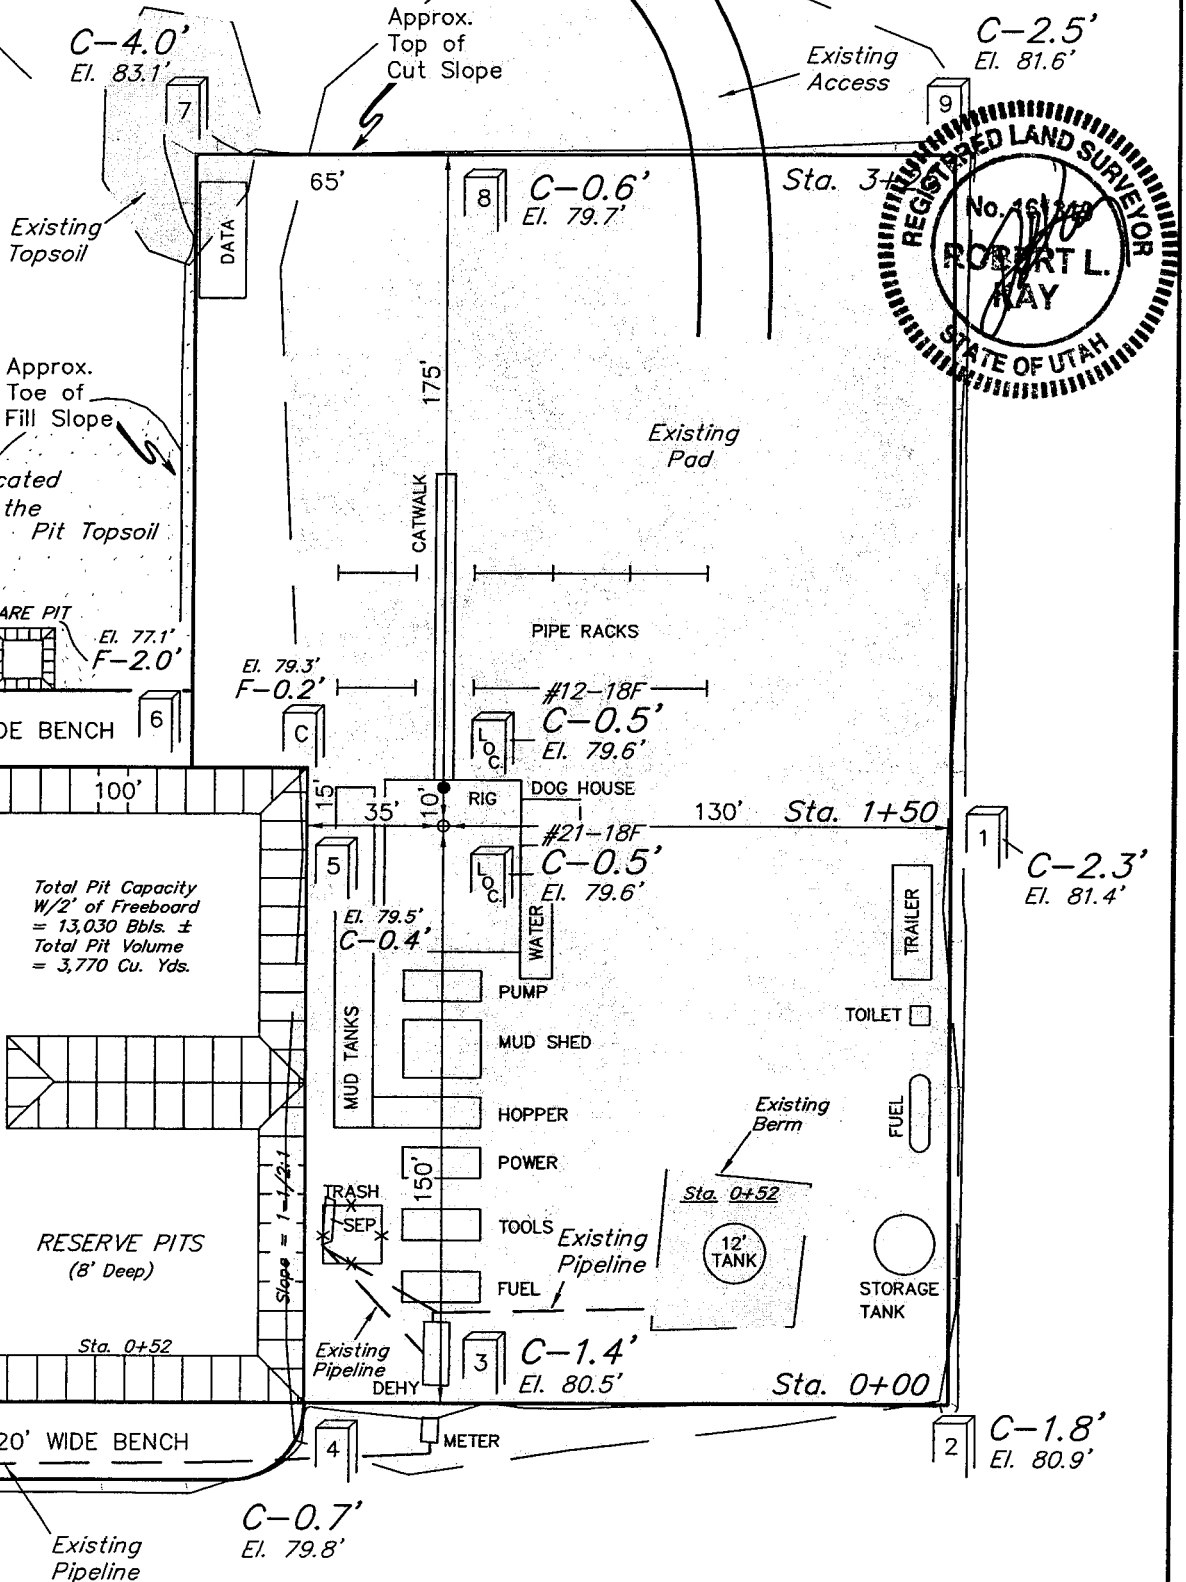 Approx.
Top of
Cut Slope
C-4.0'
El. 83.1'
7
C-2.5'
El. 81.6'
9
Existing
Access
65'
8
C-0.6'
El. 79.7'
Sta. 3+
REGISTERED LAND SURVEYOR
No.
ROBERT L.
KAY
STATE OF UTAH
Existing
Topsoil
DATA
Approx.
Toe of
Fill Slope
175'
Existing
Pad
cated
the
Pit Topsoil
CATWALK
ARE PIT
El. 77.1'
F-2.0'
PIPE RACKS
El. 79.3'
F-0.2'
6
C
#12-18F
LOC.
C-0.5'
El. 79.6'
DE BENCH
100'
15'
35'
10'
RIG
DOG HOUSE
130'
Sta. 1+50
1
C-2.3'
El. 81.4'
5
#21-18F
LOC.
C-0.5'
El. 79.6'
Total Pit Capacity
W/2' of Freeboard
= 13,030 Bbls. ±
Total Pit Volume
= 3,770 Cu. Yds.
El. 79.5'
C-0.4'
WATER
TRAILER
PUMP
MUD TANKS
MUD SHED
TOILET
HOPPER
Existing
Berm
FUEL
POWER
150'
Slope = 1-1/2:1
TRASH
SEP
TOOLS
Sta. 0+52
12'
TANK
Existing
Pipeline
RESERVE PITS
(8' Deep)
FUEL
STORAGE
TANK
Sta. 0+52
Existing
Pipeline
DEHY
3
C-1.4'
El. 80.5'
Sta. 0+00
20' WIDE BENCH
4
METER
2
C-1.8'
El. 80.9'
C-0.7'
El. 79.8'
Existing
Pipeline